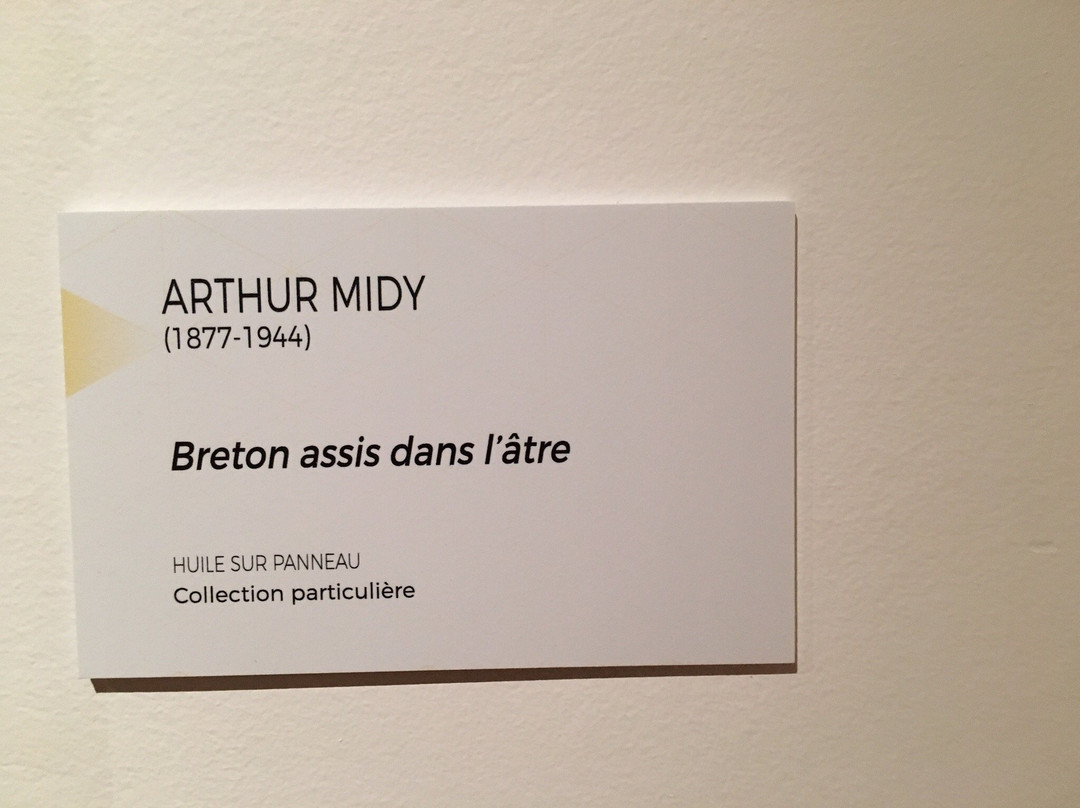 ARTHUR MIDY
(1877-1944)
Breton assis dans l’âtre
HUILE SUR PANNEAU
Collection particulière